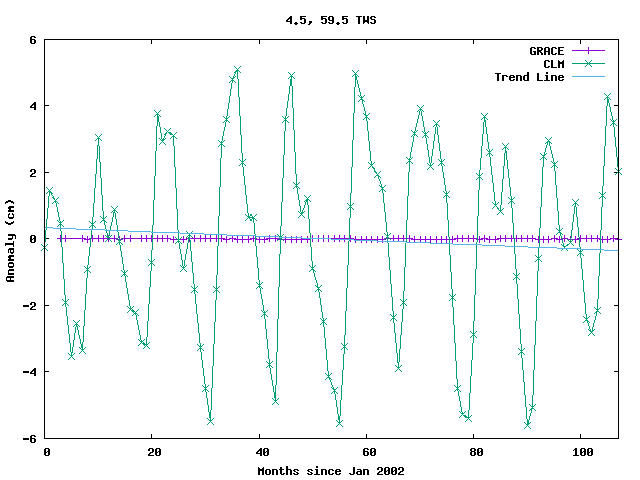 4.5, 59.5 TWS
GRACE
CLM
Trend Line
6
4
2
0
-2
-4
-6
Anomaly (cm)
0 20 40 60 80 100
Months since Jan 2002